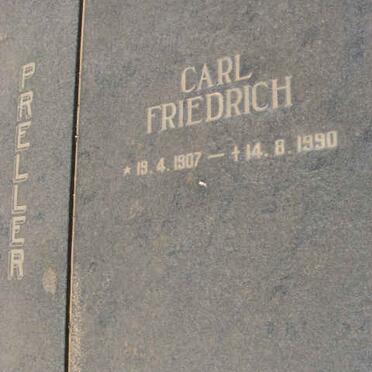 PRELLER
CARL
FRIEDRICH
* 19. 4. 1907 — † 14. 8. 1990